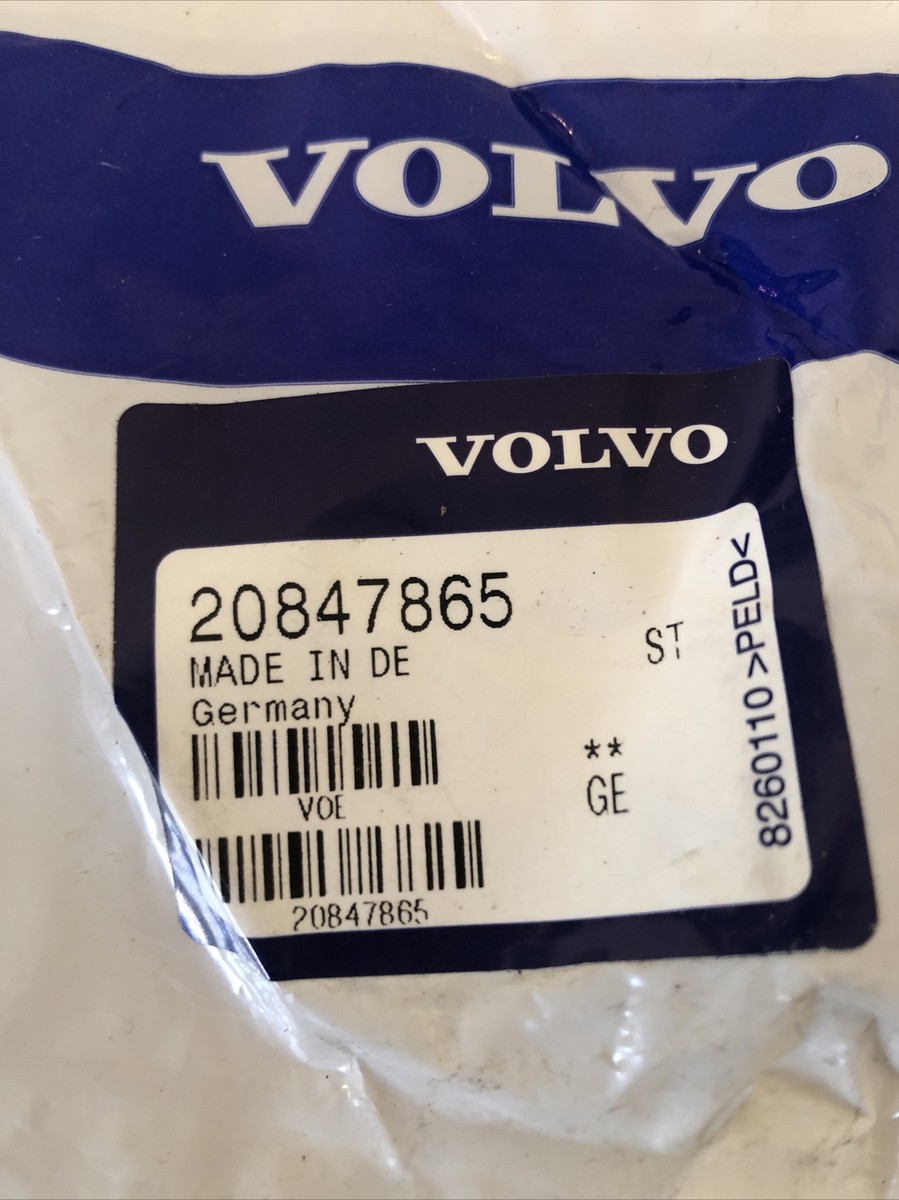 VOLVO
VOLVO
20847865
MADE IN DE
ST
Germany
**
VOE
GE
20847865
8260110 >PELD<